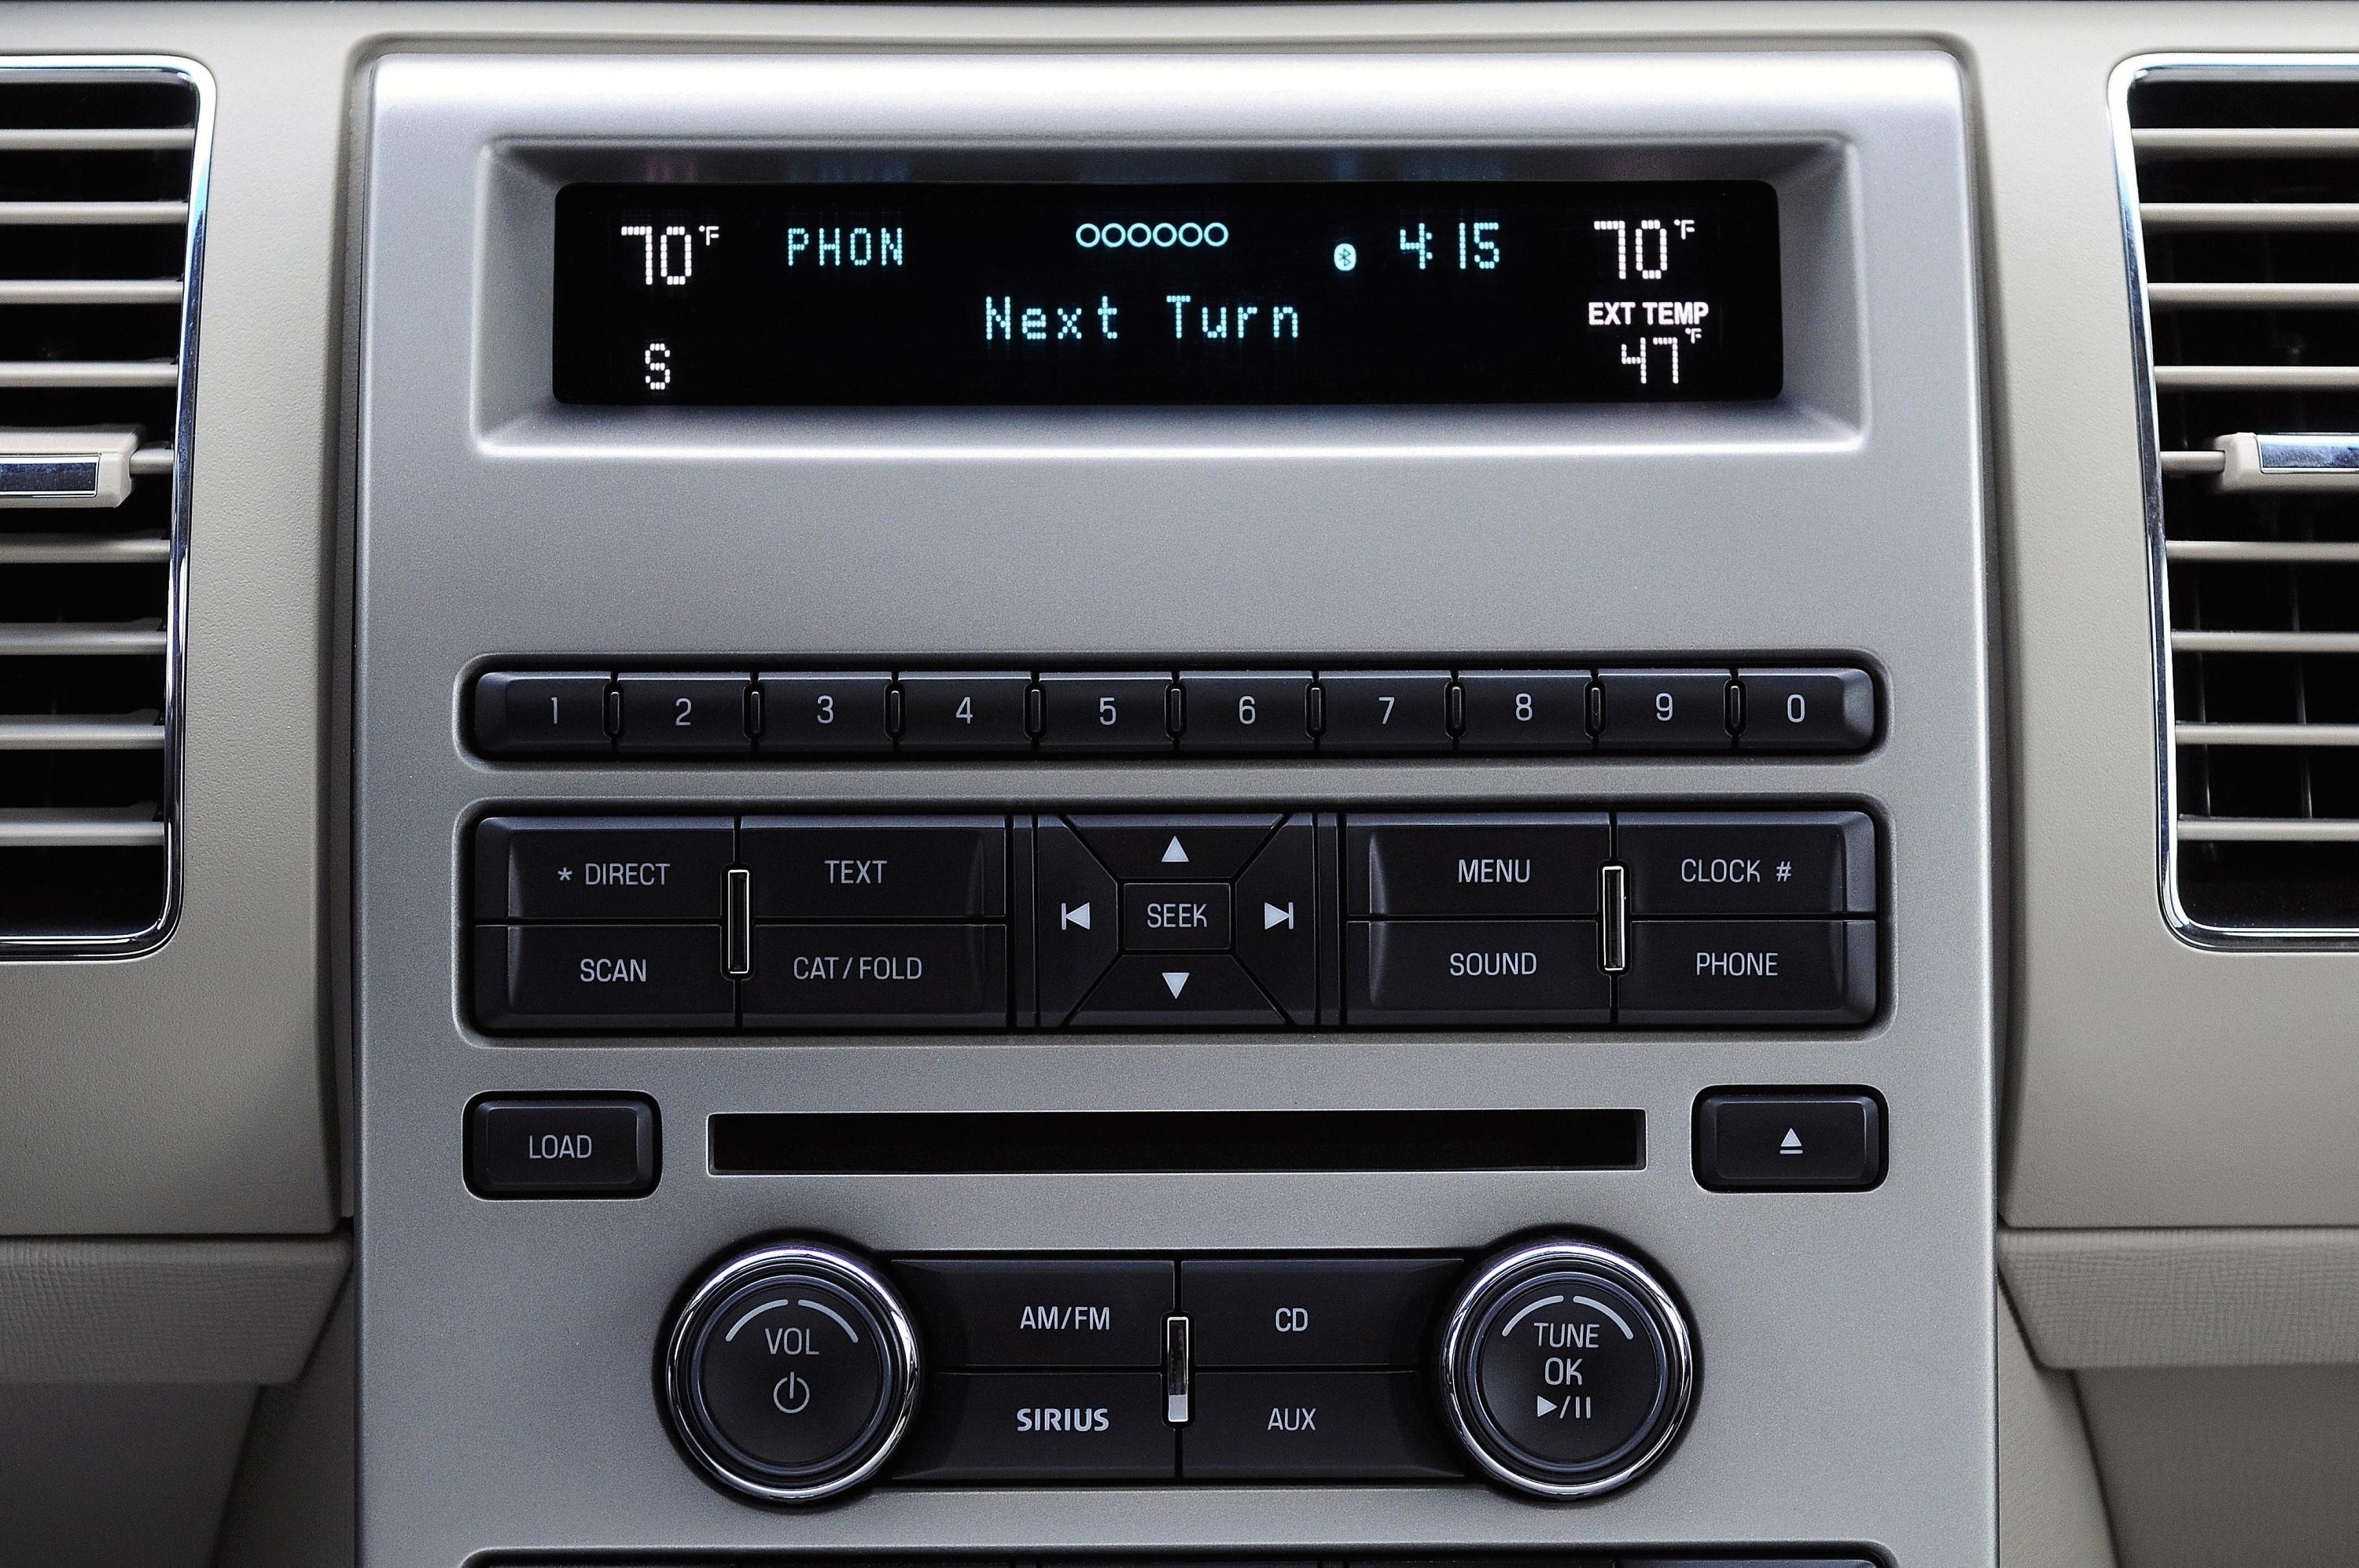 70°F PHON 4:15 70°F
Next Turn
EXT TEMP
S 47°F
1 2 3 4 5 6 7 8 9 0
* DIRECT TEXT MENU CLOCK #
SEEK
SCAN CAT/FOLD SOUND PHONE
LOAD
VOL AM/FM CD TUNE
OK
SIRIUS AUX